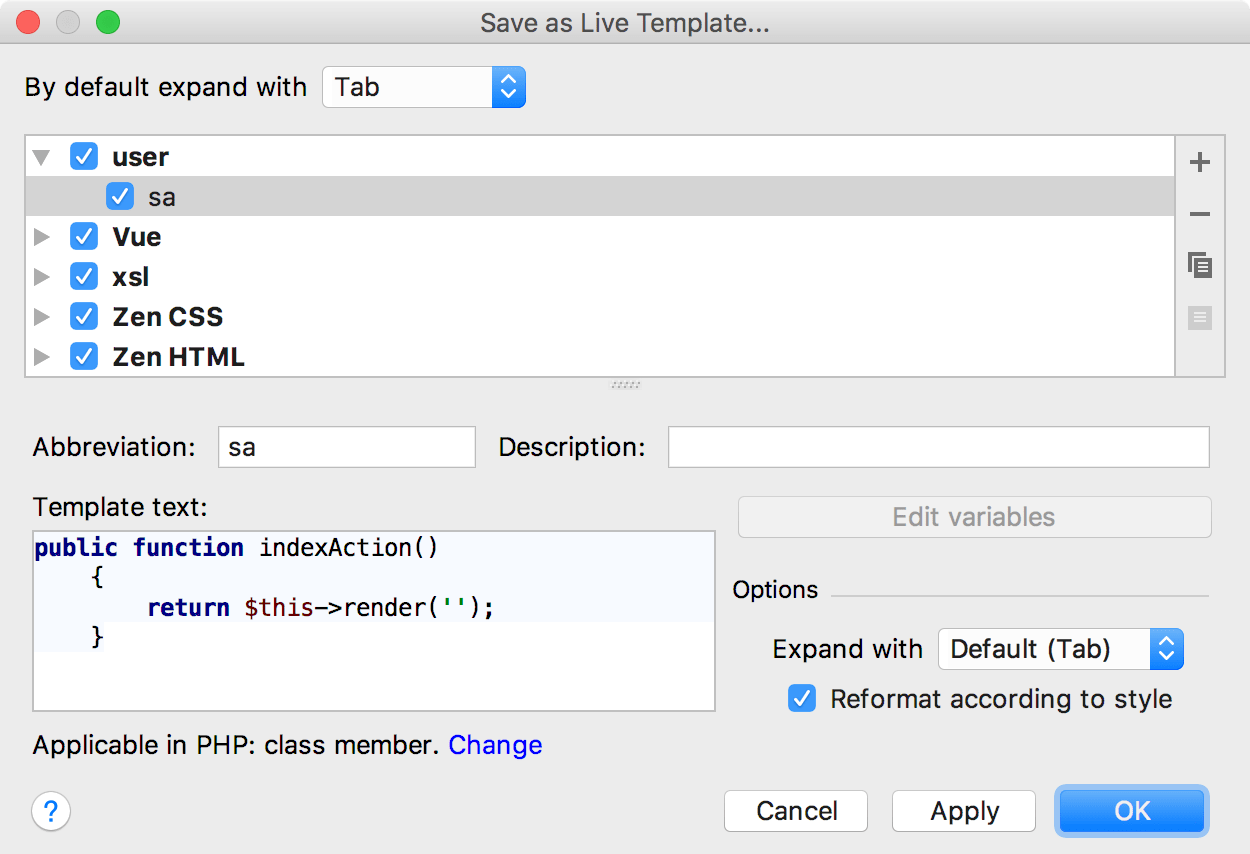 Save as Live Template...
By default expand with Tab
user
sa
Vue
xsl
Zen CSS
Zen HTML
Abbreviation: sa Description:
Template text:
Edit variables
public function indexAction()
{
return $this->render('');
}
Options
Expand with Default (Tab)
Reformat according to style
Applicable in PHP: class member. Change
? Cancel Apply OK